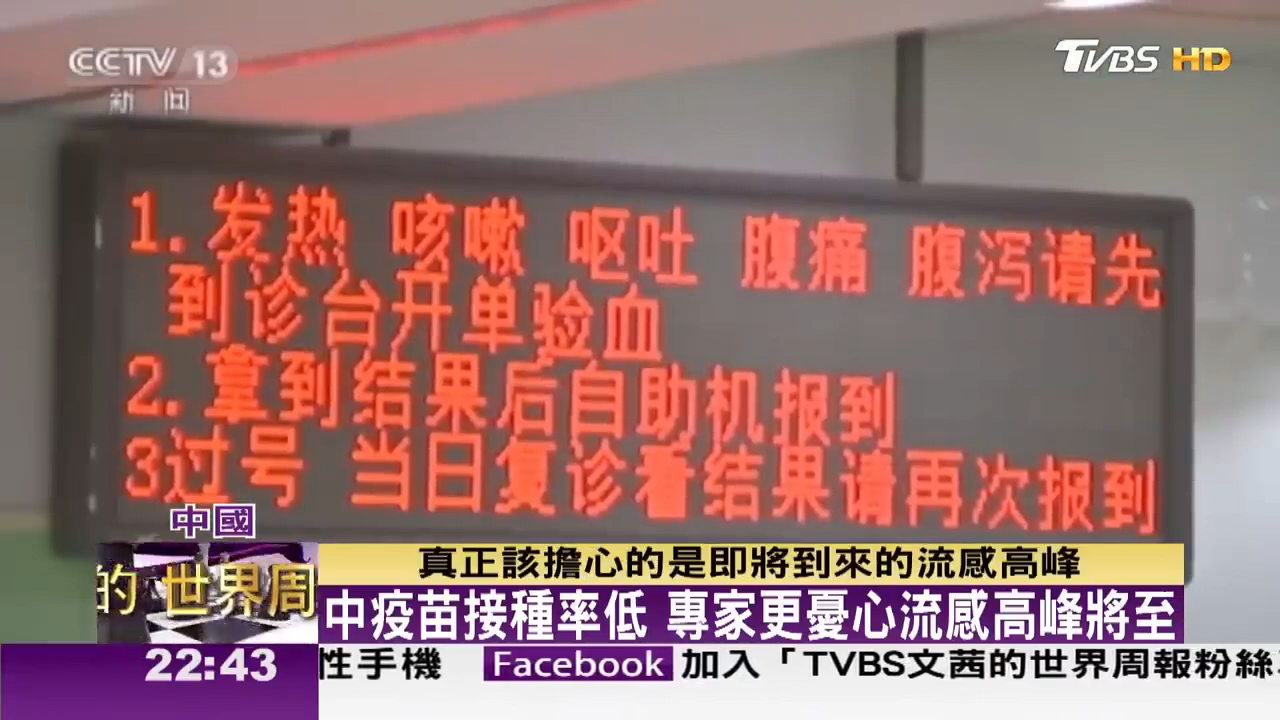 CCTV 13
新闻
TVBS HD
1.发热 咳嗽 呕吐 腹痛 腹泻请先
到诊台开单验血
2.拿到结果后自助机报到
3过号 当日复诊看结果请再次报到
中國
的 世界周
真正該擔心的是即將到來的流感高峰
中疫苗接種率低 專家更憂心流感高峰將至
22:43
性手機 Facebook 加入「TVBS文茜的世界周報粉絲